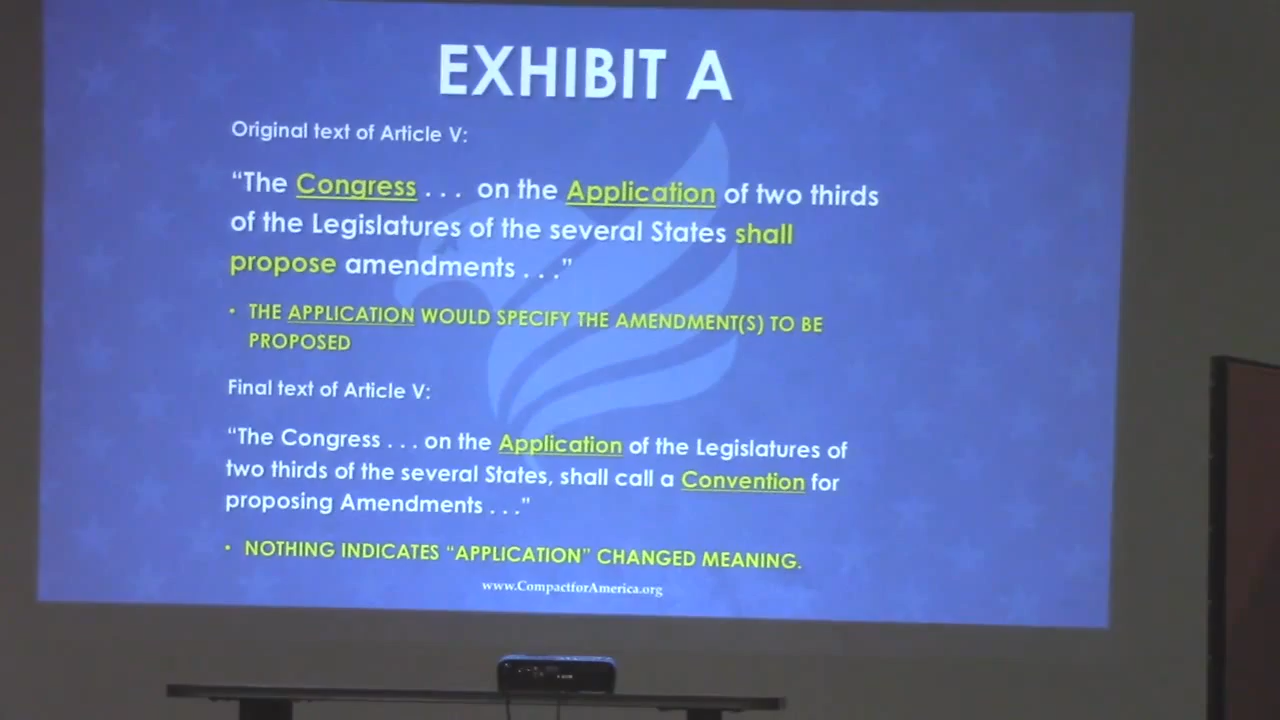 EXHIBIT A
Original text of Article V:
“The Congress . . . on the Application of two thirds
of the Legislatures of the several States shall
propose amendments . . .”
• THE APPLICATION WOULD SPECIFY THE AMENDMENT(S) TO BE
PROPOSED
Final text of Article V:
“The Congress . . . on the Application of the Legislatures of
two thirds of the several States, shall call a Convention for
proposing Amendments . . .”
• NOTHING INDICATES “APPLICATION” CHANGED MEANING.
www.CompactforAmerica.org